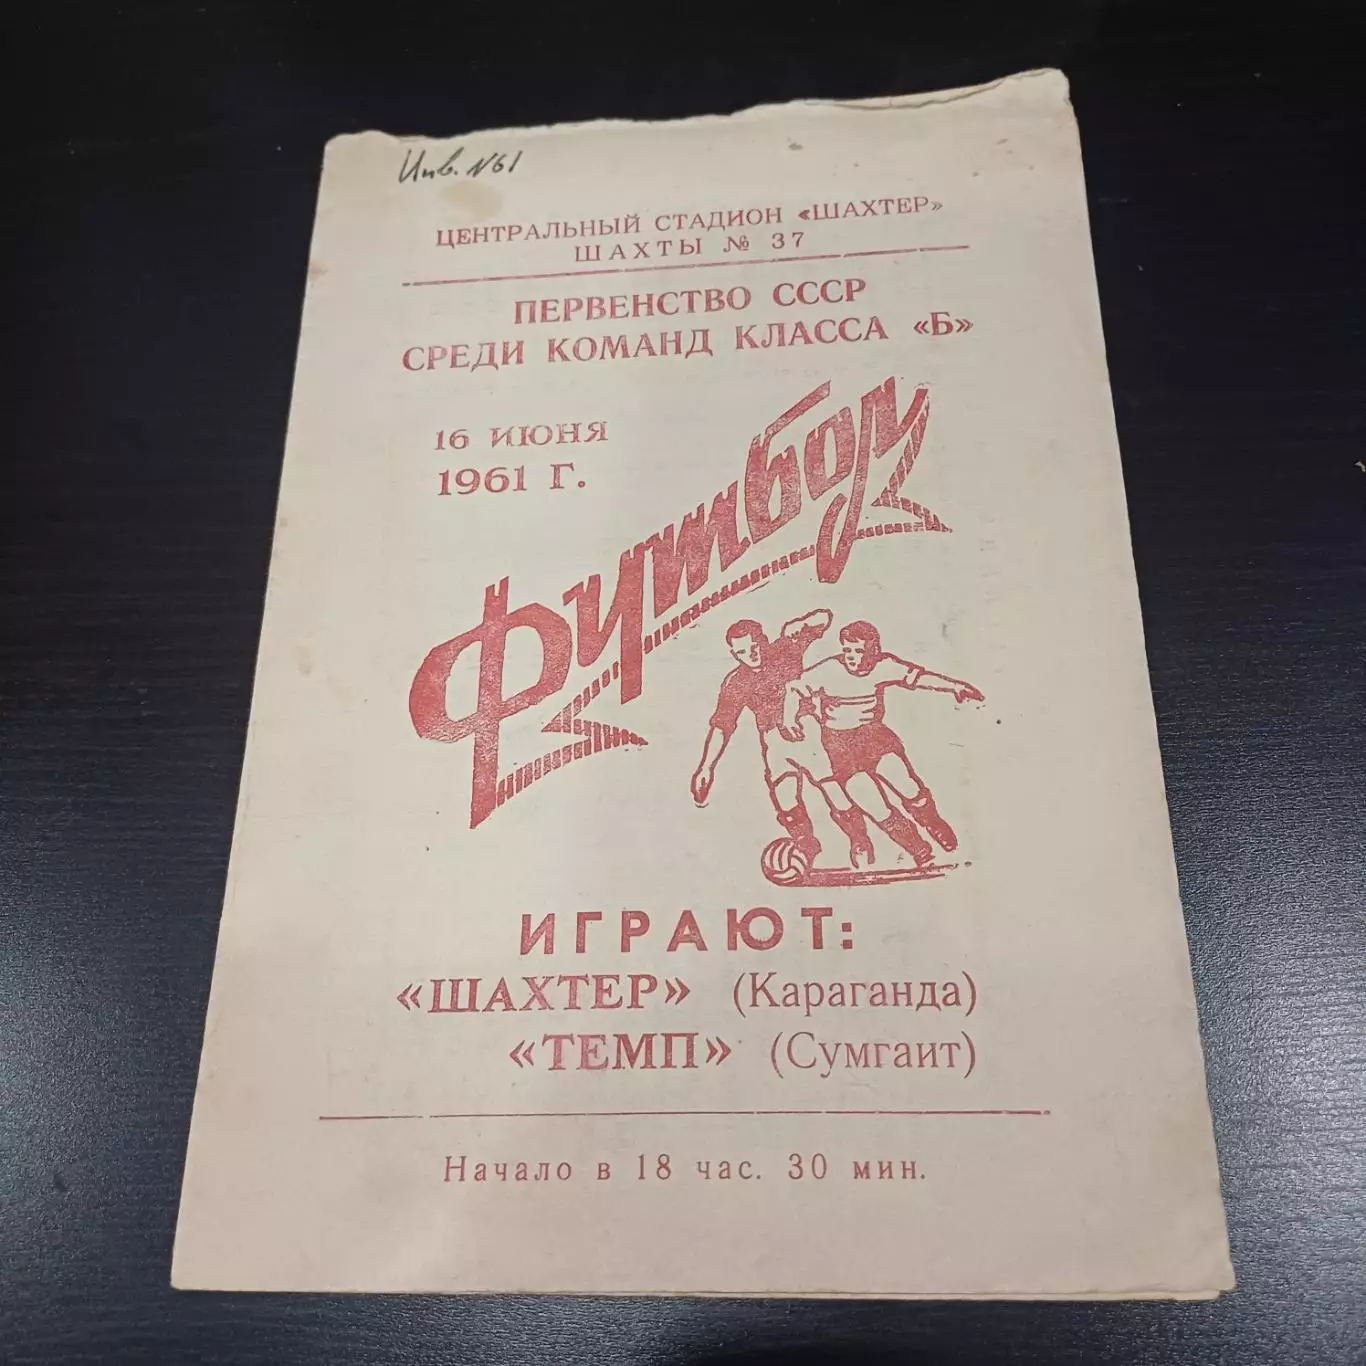 Инв. №61
ЦЕНТРАЛЬНЫЙ СТАДИОН «ШАХТЕР»
ШАХТЫ № 37
ПЕРВЕНСТВО СССР
СРЕДИ КОМАНД КЛАССА «Б»
16 ИЮНЯ
1961 Г.
Футбол
ИГРАЮТ:
«ШАХТЕР» (Караганда)
«ТЕМП» (Сумгаит)
Начало в 18 час. 30 мин.